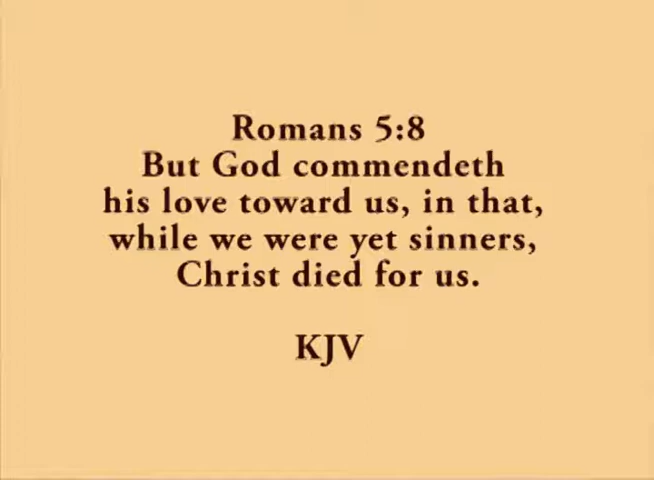 Romans 5:8
But God commendeth
his love toward us, in that,
while we were yet sinners,
Christ died for us.
KJV